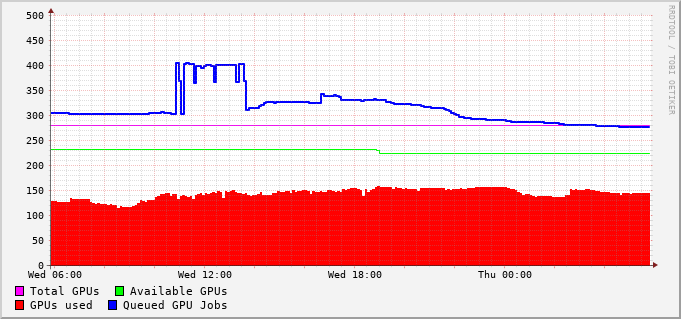 500
450
400
350
300
250
200
150
100
50
0
Wed 06:00 Wed 12:00 Wed 18:00 Thu 00:00
Total GPUs Available GPUs
GPUs used Queued GPU Jobs
RRDTOOL / TOBI OETIKER